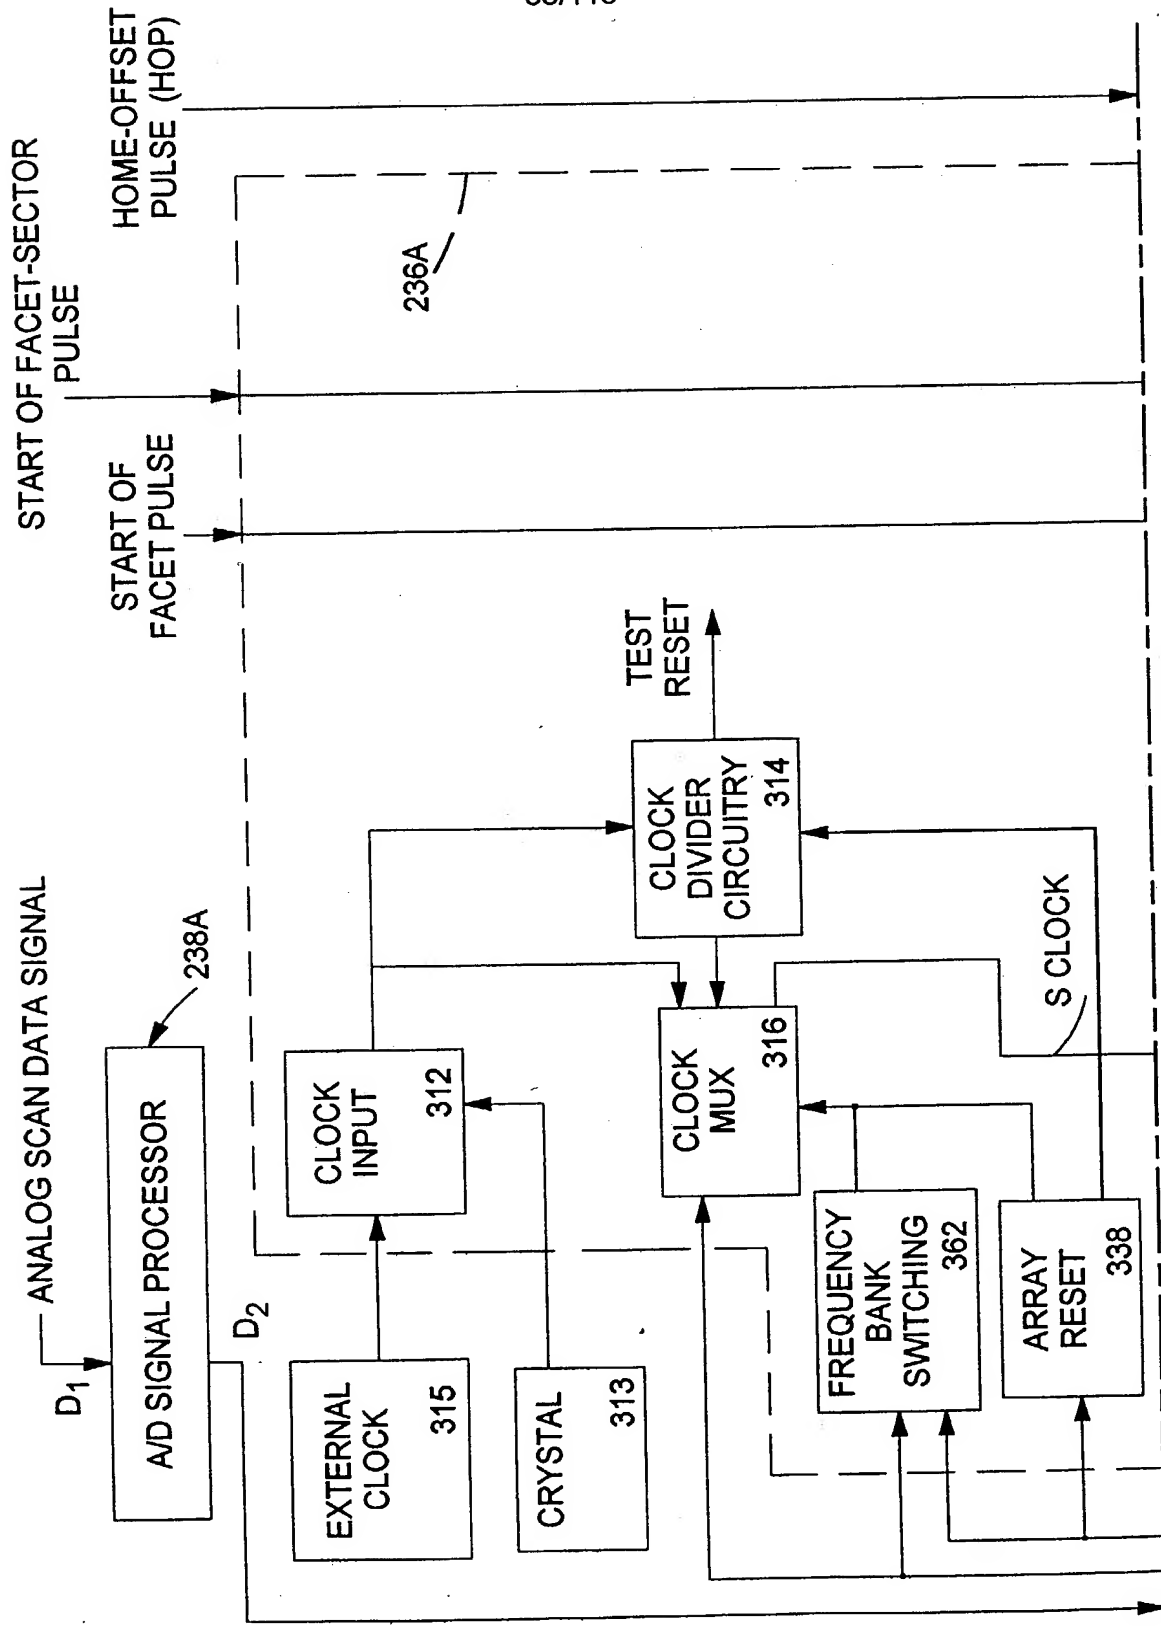 START OF FACET-SECTOR
PULSE
HOME-OFFSET
PULSE (HOP)
START OF
FACET PULSE
236A
ANALOG SCAN DATA SIGNAL
D1
A/D SIGNAL PROCESSOR
238A
D2
EXTERNAL
CLOCK
315
CLOCK
INPUT
312
CRYSTAL
313
CLOCK
DIVIDER
CIRCUITRY
314
TEST
RESET
CLOCK
MUX
316
FREQUENCY
BANK
SWITCHING
362
ARRAY
RESET
338
S CLOCK